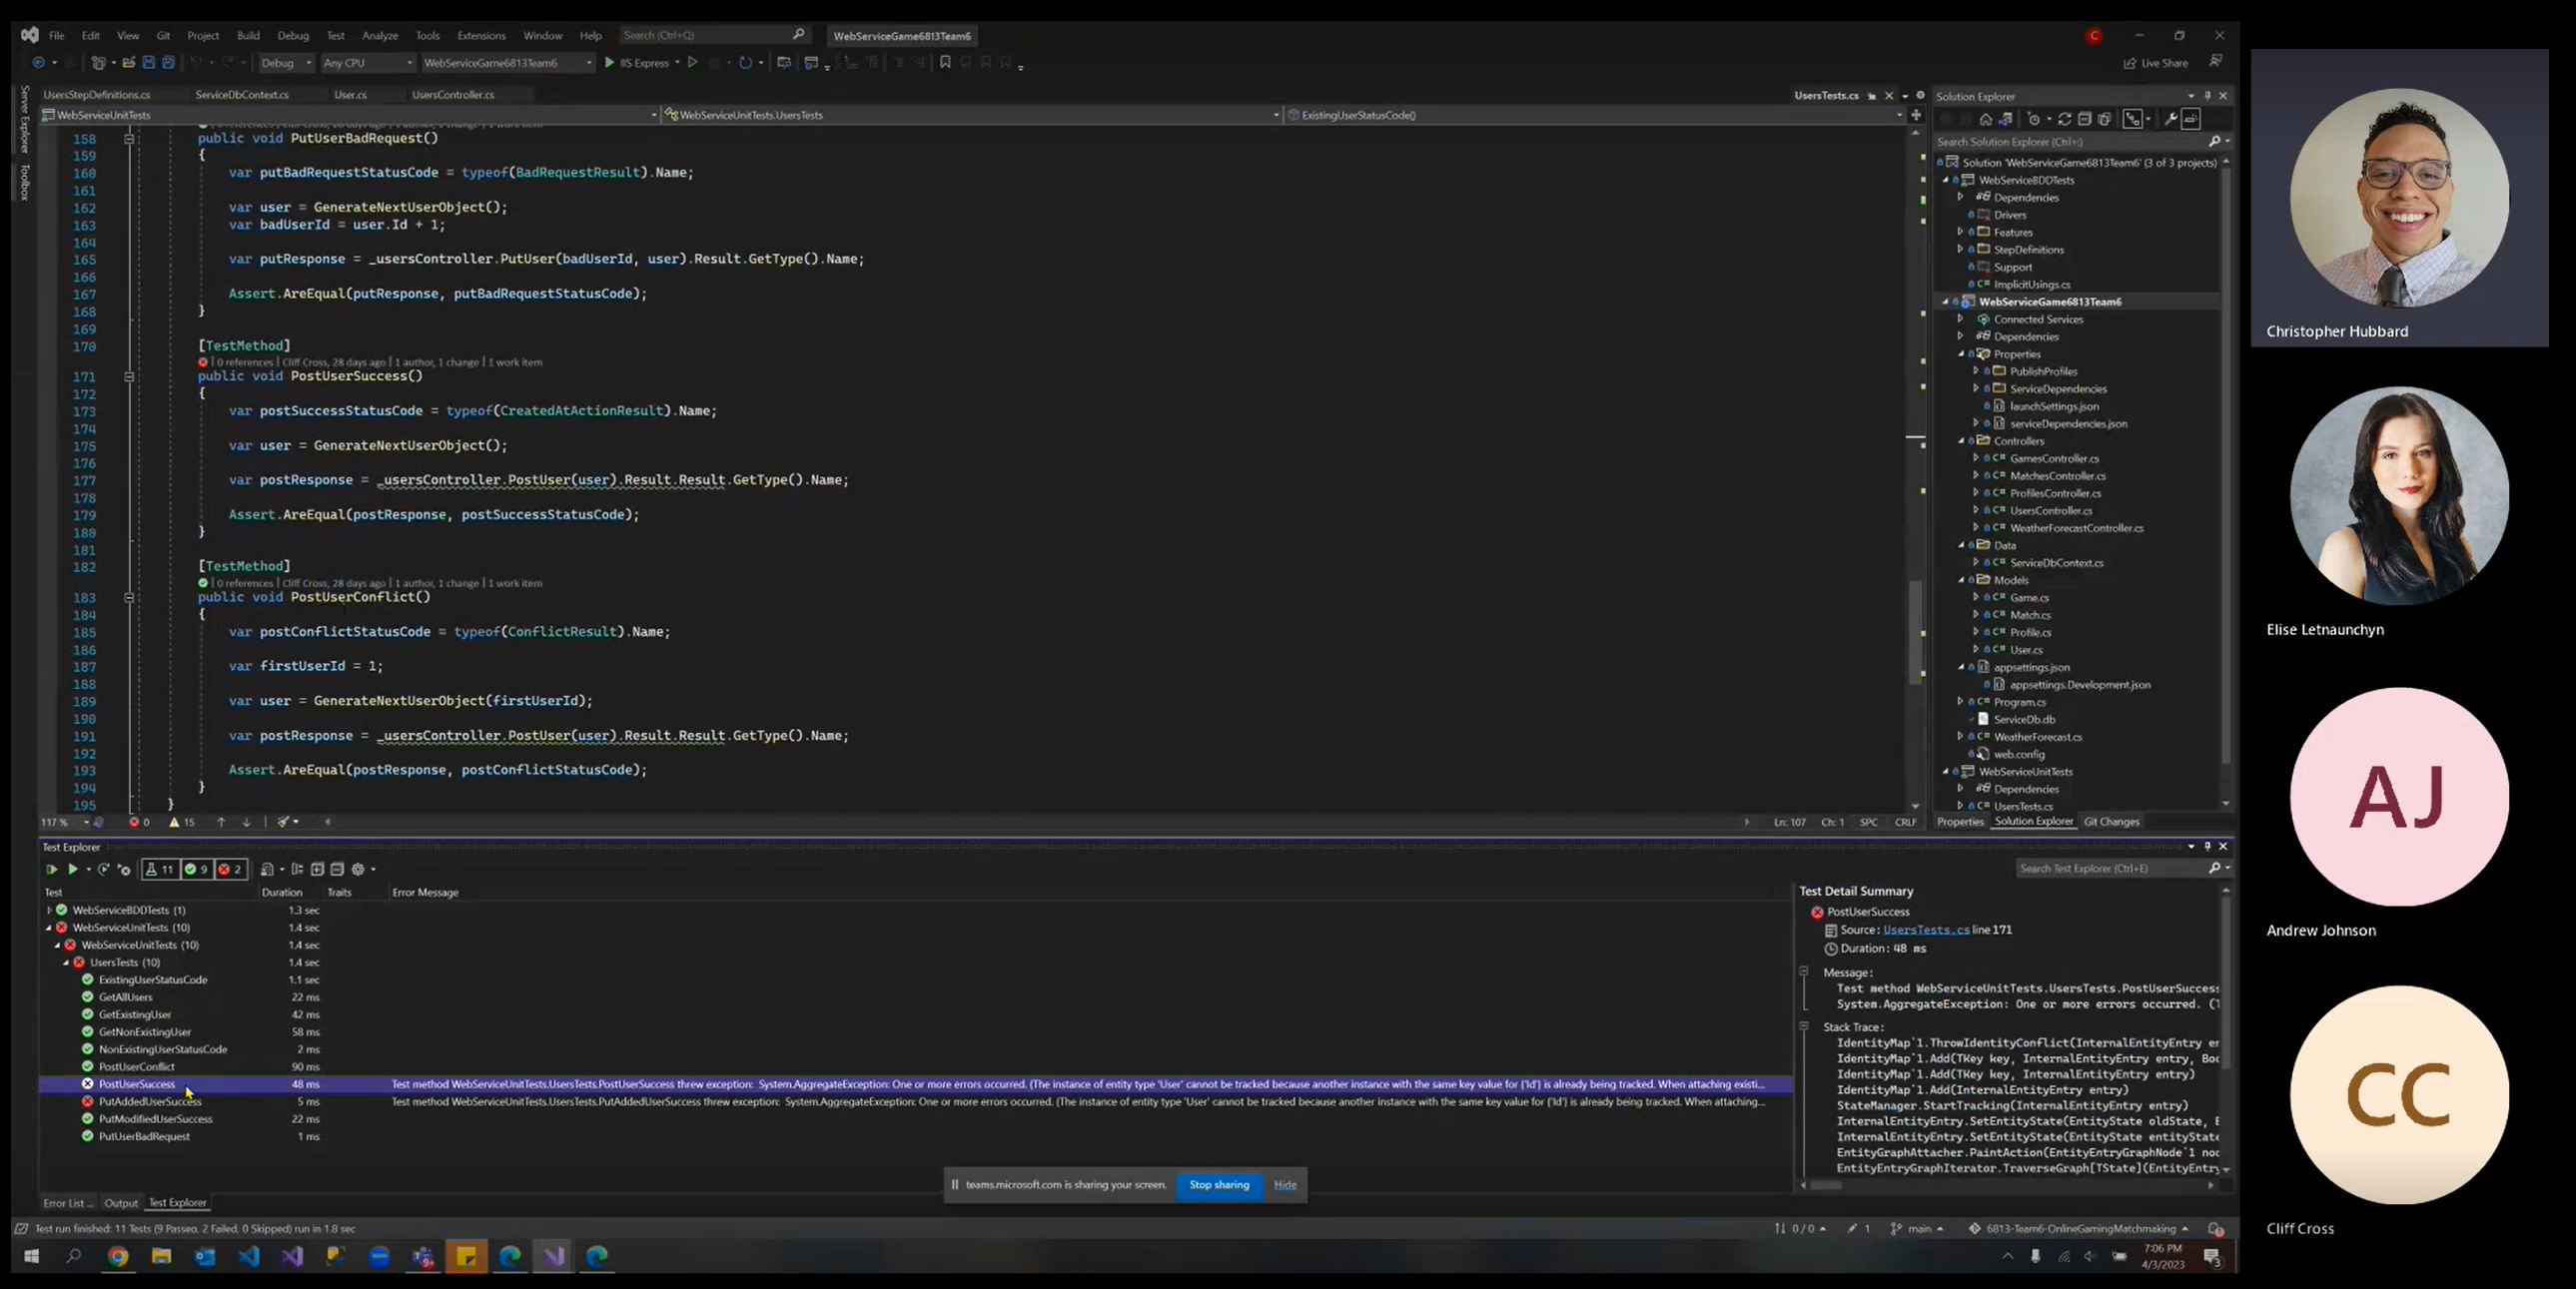 File Edit View Git Project Build Debug Test Analyze Tools Extensions Window Help Search (Ctrl+Q) WebServiceGame6813Team6 C
Debug Any CPU WebServiceGame6813Team6 IIS Express Live Share
Server Explorer
Toolbox
UsersStepDefinitions.cs ServiceDbContext.cs User.cs UsersController.cs UsersTests.cs
WebServiceUnitTests WebServiceUnitTests.UsersTests ExistingUserStatusCode()
158 public void PutUserBadRequest()
159 {
160 var putBadRequestStatusCode = typeof(BadRequestResult).Name;
161
162 var user = GenerateNextUserObject();
163 var badUserId = user.Id + 1;
164
165 var putResponse = _usersController.PutUser(badUserId, user).Result.GetType().Name;
166
167 Assert.AreEqual(putResponse, putBadRequestStatusCode);
168 }
169
170 [TestMethod]
0 references | Cliff Cross, 28 days ago | 1 author, 1 change | 1 work item
171 public void PostUserSuccess()
172 {
173 var postSuccessStatusCode = typeof(CreatedAtActionResult).Name;
174
175 var user = GenerateNextUserObject();
176
177 var postResponse = _usersController.PostUser(user).Result.Result.GetType().Name;
178
179 Assert.AreEqual(postResponse, postSuccessStatusCode);
180 }
181
182 [TestMethod]
0 references | Cliff Cross, 28 days ago | 1 author, 1 change | 1 work item
183 public void PostUserConflict()
184 {
185 var postConflictStatusCode = typeof(ConflictResult).Name;
186
187 var firstUserId = 1;
188
189 var user = GenerateNextUserObject(firstUserId);
190
191 var postResponse = _usersController.PostUser(user).Result.Result.GetType().Name;
192
193 Assert.AreEqual(postResponse, postConflictStatusCode);
194 }
195 }
117 % 0 15 Ln: 107 Ch: 1 SPC CRLF
Solution Explorer
Search Solution Explorer (Ctrl+;)
Solution 'WebServiceGame6813Team6' (3 of 3 projects)
WebServiceBDDTests
Dependencies
Drivers
Features
StepDefinitions
Support
ImplicitUsings.cs
WebServiceGame6813Team6
Connected Services
Dependencies
Properties
PublishProfiles
ServiceDependencies
launchSettings.json
serviceDependencies.json
Controllers
GamesController.cs
MatchesController.cs
ProfilesController.cs
UsersController.cs
WeatherForecastController.cs
Data
ServiceDbContext.cs
Models
Game.cs
Match.cs
Profile.cs
User.cs
appsettings.json
appsettings.Development.json
Program.cs
ServiceDb.db
WeatherForecast.cs
web.config
WebServiceUnitTests
Dependencies
UsersTests.cs
Properties Solution Explorer Git Changes
Test Explorer
11 9 2 Search Test Explorer (Ctrl+E)
Test Duration Traits Error Message
WebServiceBDDTests (1) 1.3 sec
WebServiceUnitTests (10) 1.4 sec
WebServiceUnitTests (10) 1.4 sec
UsersTests (10) 1.4 sec
ExistingUserStatusCode 1.1 sec
GetAllUsers 22 ms
GetExistingUser 42 ms
GetNonExistingUser 58 ms
NonExistingUserStatusCode 2 ms
PostUserConflict 90 ms
PostUserSuccess 48 ms Test method WebServiceUnitTests.UsersTests.PostUserSuccess threw exception: System.AggregateException: One or more errors occurred. (The instance of entity type 'User' cannot be tracked because another instance with the same key value for {'Id'} is already being tracked. When attaching existi...
PutAddedUserSuccess 5 ms Test method WebServiceUnitTests.UsersTests.PutAddedUserSuccess threw exception: System.AggregateException: One or more errors occurred. (The instance of entity type 'User' cannot be tracked because another instance with the same key value for {'Id'} is already being tracked. When attaching...
PutModifiedUserSuccess 22 ms
PutUserBadRequest 1 ms
Test Detail Summary
PostUserSuccess
Source: UsersTests.cs line 171
Duration: 48 ms
Message:
Test method WebServiceUnitTests.UsersTests.PostUserSuccess
System.AggregateException: One or more errors occurred. (T
Stack Trace:
IdentityMap`1.ThrowIdentityConflict(InternalEntityEntry en
IdentityMap`1.Add(TKey key, InternalEntityEntry entry, Boo
IdentityMap`1.Add(TKey key, InternalEntityEntry entry)
IdentityMap`1.Add(InternalEntityEntry entry)
StateManager.StartTracking(InternalEntityEntry entry)
InternalEntityEntry.SetEntityState(EntityState oldState, E
InternalEntityEntry.SetEntityState(EntityState entityState
EntityGraphAttacher.PaintAction(EntityEntryGraphNode`1 nod
EntityEntryGraphIterator.TraverseGraph[TState](EntityEntry
teams.microsoft.com is sharing your screen. Stop sharing Hide
Error List ... Output Test Explorer
Test run finished: 11 Tests (9 Passed, 2 Failed, 0 Skipped) run in 1.8 sec 0 / 0 1 main 6813-Team6-OnlineGamingMatchmaking
7:06 PM
4/3/2023
Christopher Hubbard
Elise Letnaunchyn
AJ
Andrew Johnson
CC
Cliff Cross